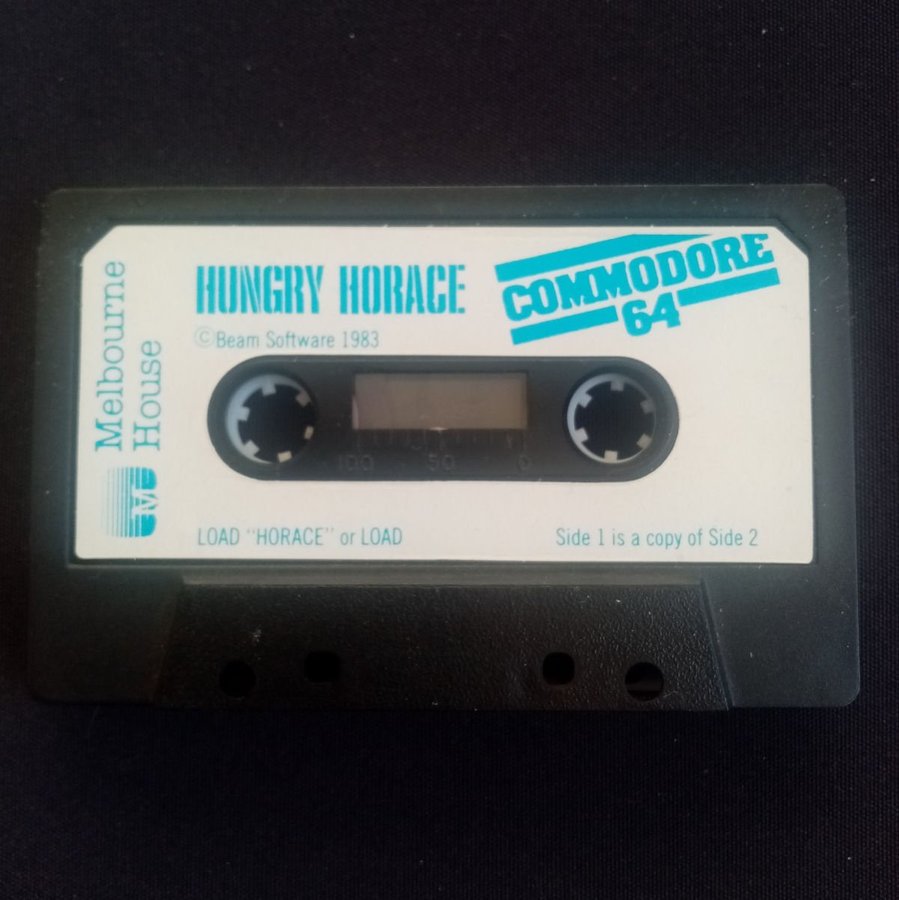 Melbourne
House
M
HUNGRY HORACE
©Beam Software 1983
COMMODORE
64
100 50 0
LOAD "HORACE" or LOAD
Side 1 is a copy of Side 2